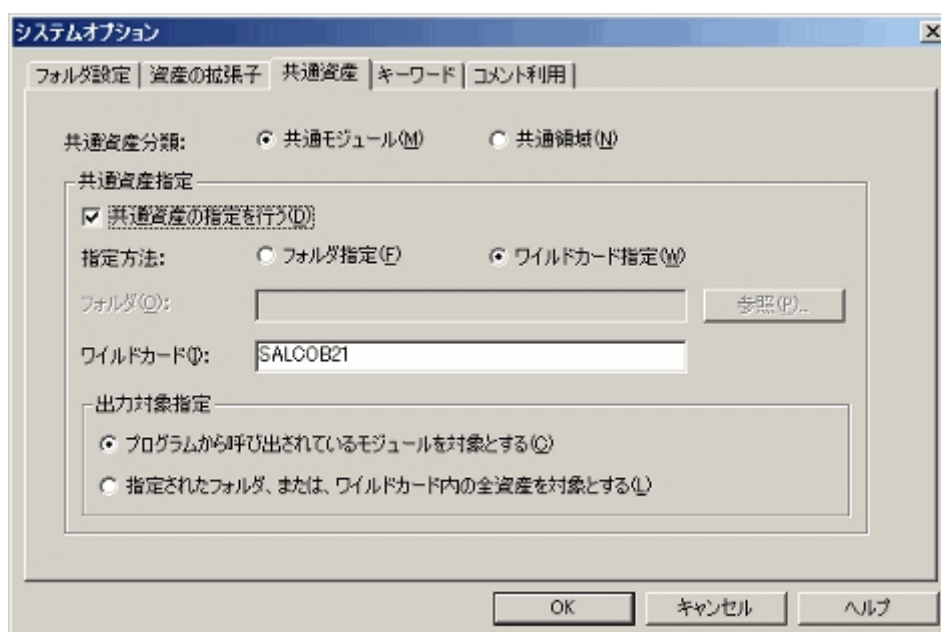 システムオプション
フォルダ設定 資産の拡張子 共通資産 キーワード コメント利用
共通資産分類: 共通モジュール(M) 共通領域(N)
共通資産指定
共通資産の指定を行う(D)
指定方法: フォルダ指定(F) ワイルドカード指定(W)
フォルダ(O): 参照(P)...
ワイルドカード(I): SALCOB21
出力対象指定
プログラムから呼び出されているモジュールを対象とする(C)
指定されたフォルダ、または、ワイルドカード内の全資産を対象とする(L)
OK キャンセル ヘルプ